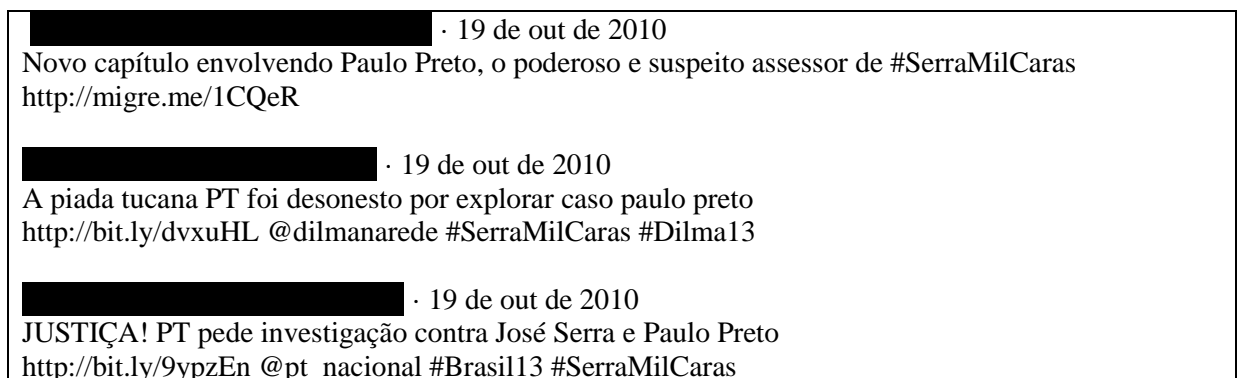 · 19 de out de 2010
Novo capítulo envolvendo Paulo Preto, o poderoso e suspeito assessor de #SerraMilCaras
http://migre.me/1CQeR
· 19 de out de 2010
A piada tucana PT foi desonesto por explorar caso paulo preto
http://bit.ly/dvxuHL @dilmanarede #SerraMilCaras #Dilma13
· 19 de out de 2010
JUSTIÇA! PT pede investigação contra José Serra e Paulo Preto
http://bit.ly/9ypzEn @pt_nacional #Brasil13 #SerraMilCaras